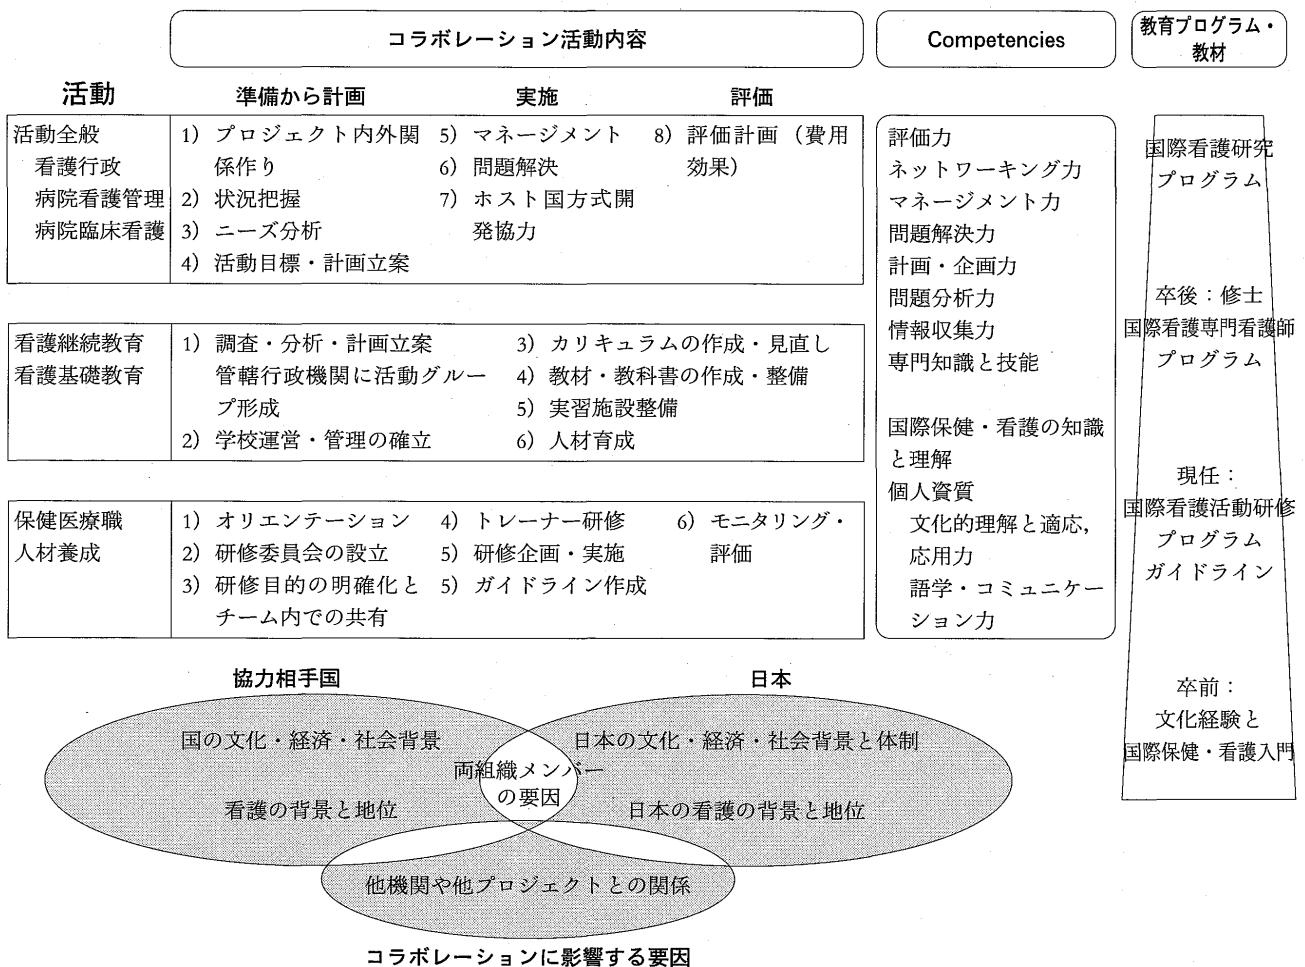 コラボレーション活動内容
Competencies
教育プログラム・
教材
活動
準備から計画
実施
評価
活動全般
看護行政
病院看護管理
病院臨床看護
1) プロジェクト内外関
係作り
2) 状況把握
3) ニーズ分析
4) 活動目標・計画立案
5) マネージメント
6) 問題解決
7) ホスト国方式開
発協力
8) 評価計画（費用
効果）
看護継続教育
看護基礎教育
1) 調査・分析・計画立案
管轄行政機関に活動グルー
プ形成
2) 学校運営・管理の確立
3) カリキュラムの作成・見直し
4) 教材・教科書の作成・整備
5) 実習施設整備
6) 人材育成
保健医療職
人材養成
1) オリエンテーション
2) 研修委員会の設立
3) 研修目的の明確化と
チーム内での共有
4) トレーナー研修
5) 研修企画・実施
5) ガイドライン作成
6) モニタリング・
評価
評価力
ネットワーキング力
マネージメント力
問題解決力
計画・企画力
問題分析力
情報収集力
専門知識と技能
国際保健・看護の知識
と理解
個人資質
文化的理解と適応，
応用力
語学・コミュニケー
ション力
国際看護研究
プログラム
卒後：修士
国際看護専門看護師
プログラム
現任：
国際看護活動研修
プログラム
ガイドライン
卒前：
文化経験と
国際保健・看護入門
協力相手国
日本
国の文化・経済・社会背景
看護の背景と地位
両組織メンバー
の要因
日本の文化・経済・社会背景と体制
日本の看護の背景と地位
他機関や他プロジェクトとの関係
コラボレーションに影響する要因